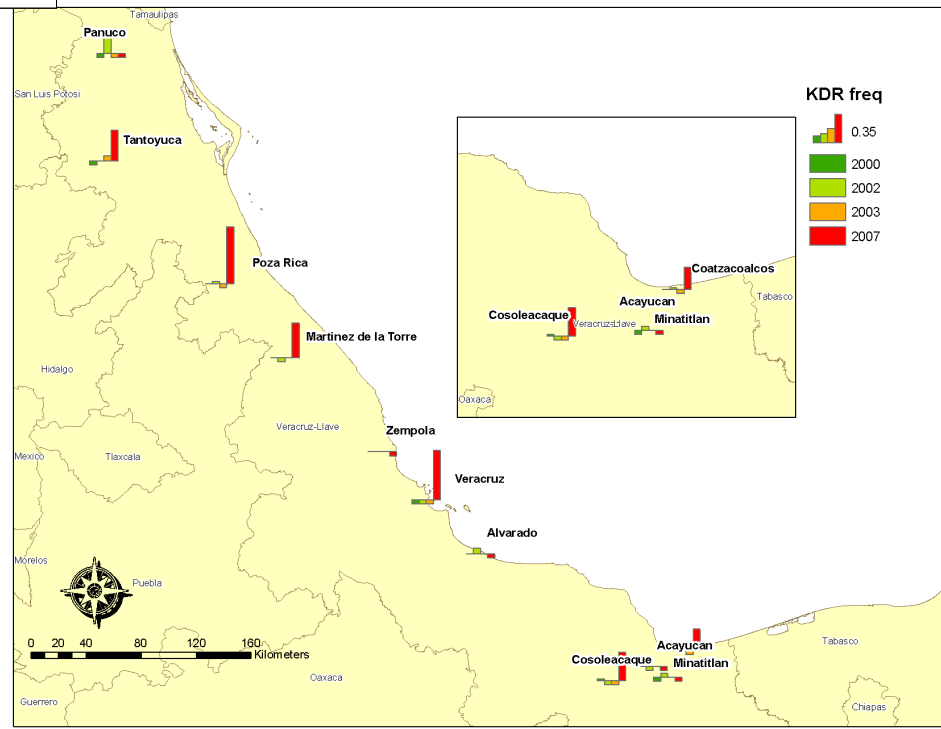 Tamaulipas
Panuco
San Luis Potosi
Tantoyuca
Poza Rica
Martinez de la Torre
Hidalgo
Zempola
Veracruz-Llave
Mexico
Tlaxcala
Veracruz
Alvarado
Morelos
Puebla
0 20 40 80 120 160
Kilometers
Oaxaca
Guerrero
Acayucan
Cosoleacaque
Minatitlan
Tabasco
Chiapas
Coatzacoalcos
Acayucan
Tabasco
Cosoleacaque
Minatitlan
Veracruz-Llave
Oaxaca
KDR freq
0.35
2000
2002
2003
2007